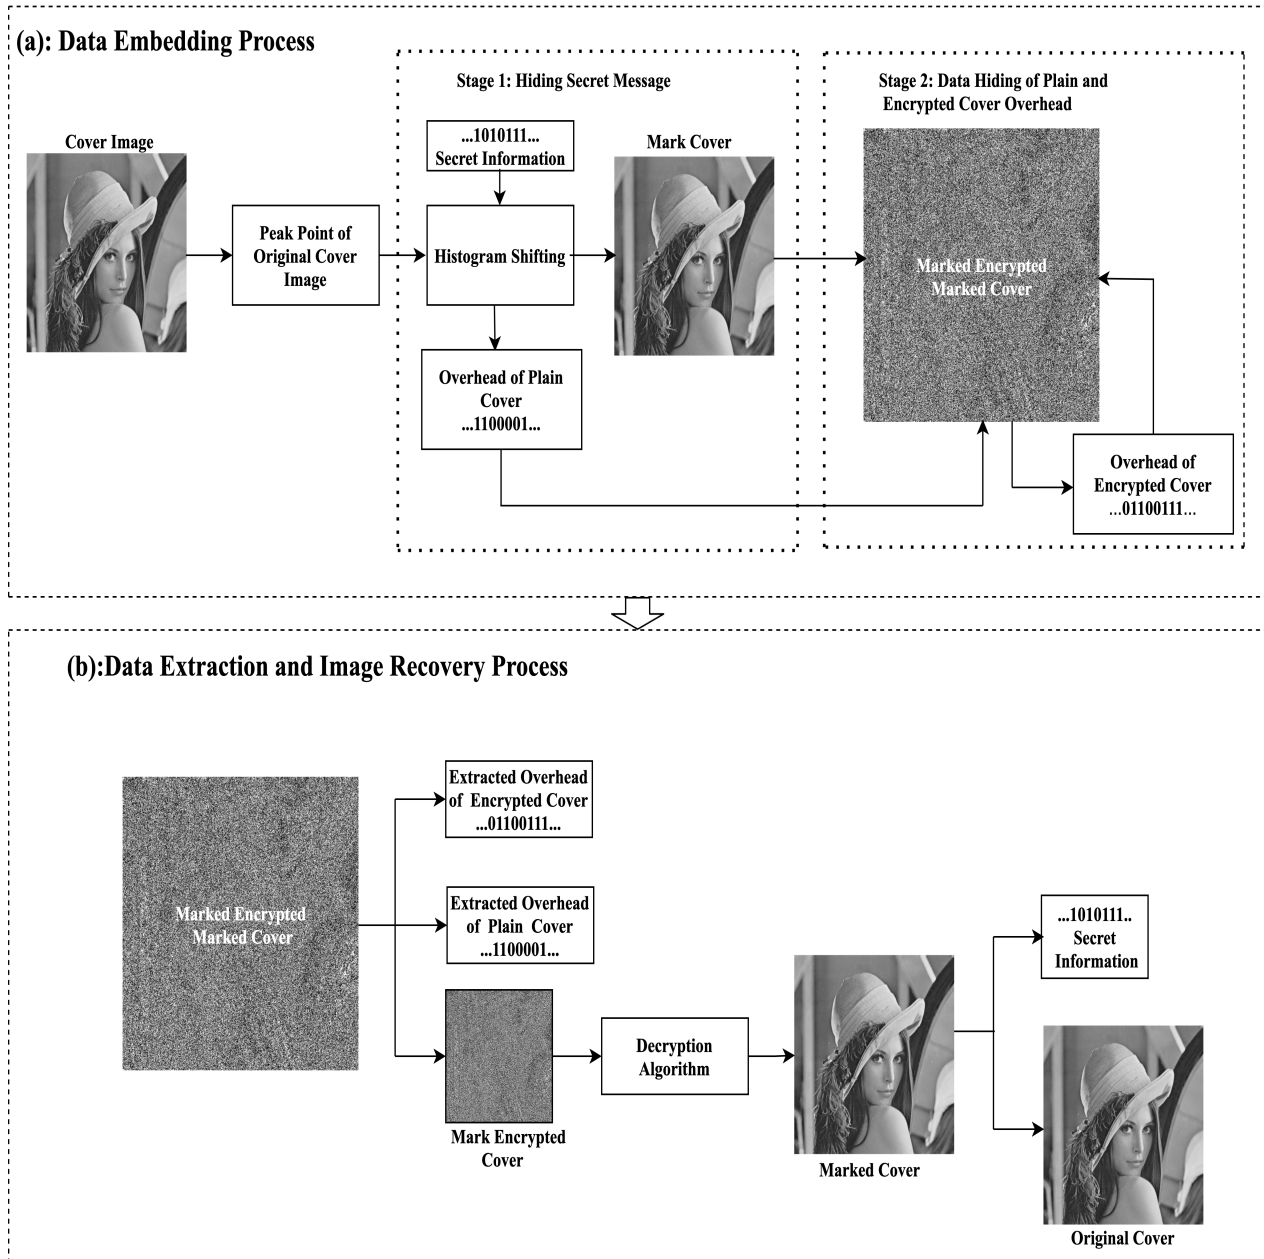 (a): Data Embedding Process
Stage 1: Hiding Secret Message
Stage 2: Data Hiding of Plain and
Encrypted Cover Overhead
Cover Image
...1010111...
Secret Information
Mark Cover
Peak Point of
Original Cover
Image
Histogram Shifting
Marked Encrypted
Marked Cover
Overhead of Plain
Cover
...1100001...
Overhead of
Encrypted Cover
...01100111...
(b):Data Extraction and Image Recovery Process
Extracted Overhead
of Encrypted Cover
...01100111...
Marked Encrypted
Marked Cover
Extracted Overhead
of Plain Cover
...1100001...
Mark Encrypted
Cover
Decryption
Algorithm
Marked Cover
...1010111..
Secret
Information
Original Cover